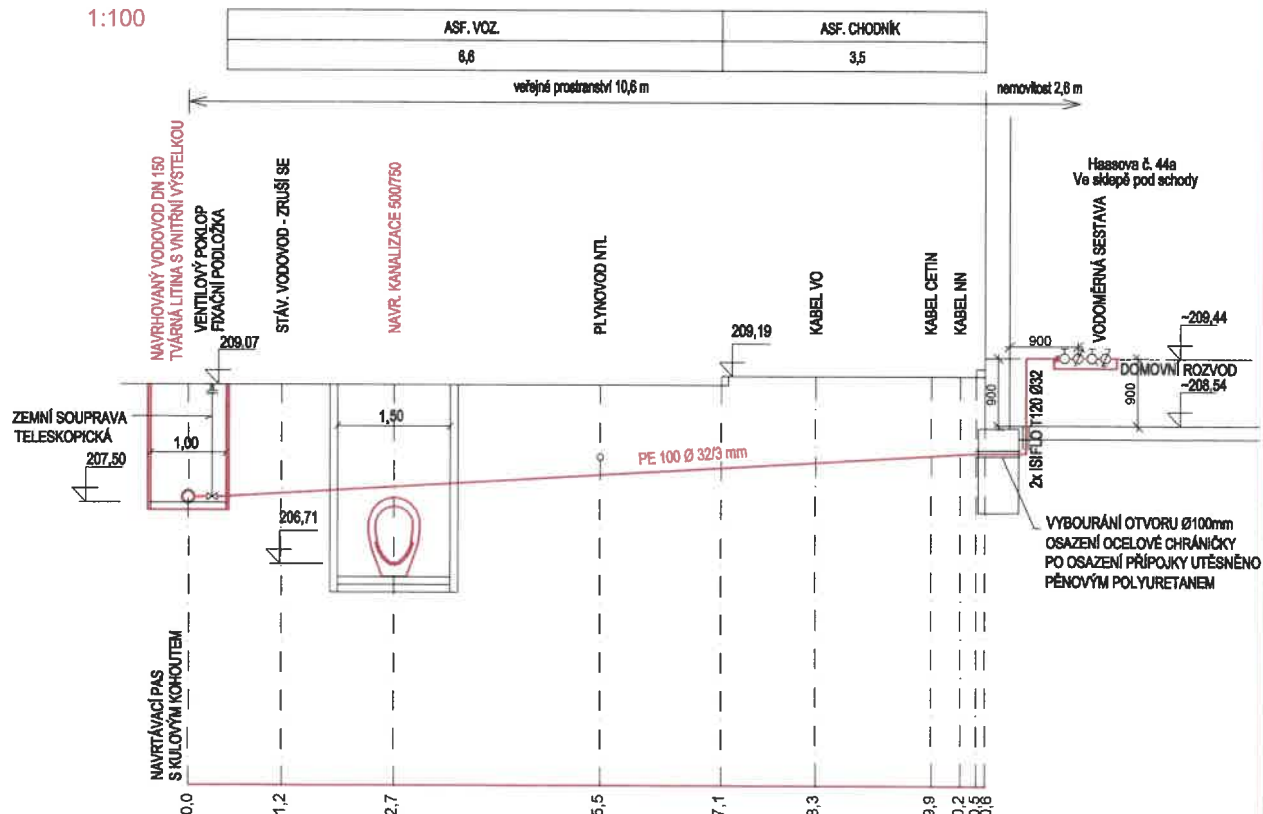 1:100
ASF. VOZ.
ASF. CHODNÍK
6,6
3,5
veřejné prostranství 10,6 m
nemovitost 2,6 m
NAVRHOVANÝ VODOVOD DN 150
TVÁRNÁ LITINA S VNITŘNÍ VÝSTELKOU
VENTILOVÝ POKLOP
FIXAČNÍ PODLOŽKA
STÁV. VODOVOD - ZRUŠÍ SE
NAVR. KANALIZACE 500/750
PLYNOVOD NTL
KABEL VO
KABEL CETIN
KABEL NN
Haasova č. 44a
Ve sklepě pod schody
VODOMĚRNÁ SESTAVA
209.07
209,19
900
~209,44
DOMOVNÍ ROZVOD
~208,54
900
900
ZEMNÍ SOUPRAVA
TELESKOPICKÁ
1,00
1,50
207,50
206,71
PE 100 Ø 32/3 mm
2x ISIFLO T120 Ø32
VYBOURÁNÍ OTVORU Ø100mm
OSAZENÍ OCELOVÉ CHRÁNIČKY
PO OSAZENÍ PŘÍPOJKY UTĚSNĚNO
PĚNOVÝM POLYURETANEM
NAVRTÁVACÍ PAS
S KULOVÝM KOHOUTEM
0,0
1,2
2,7
5,5
7,1
8,3
9,9
0,2
0,5
0,6